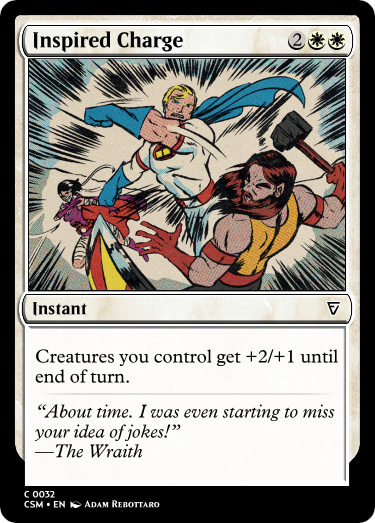 Inspired Charge 2
Instant
Creatures you control get +2/+1 until
end of turn.
“About time. I was even starting to miss
your idea of jokes!”
—The Wraith
C 0032
CSM • EN Adam Rebottaro